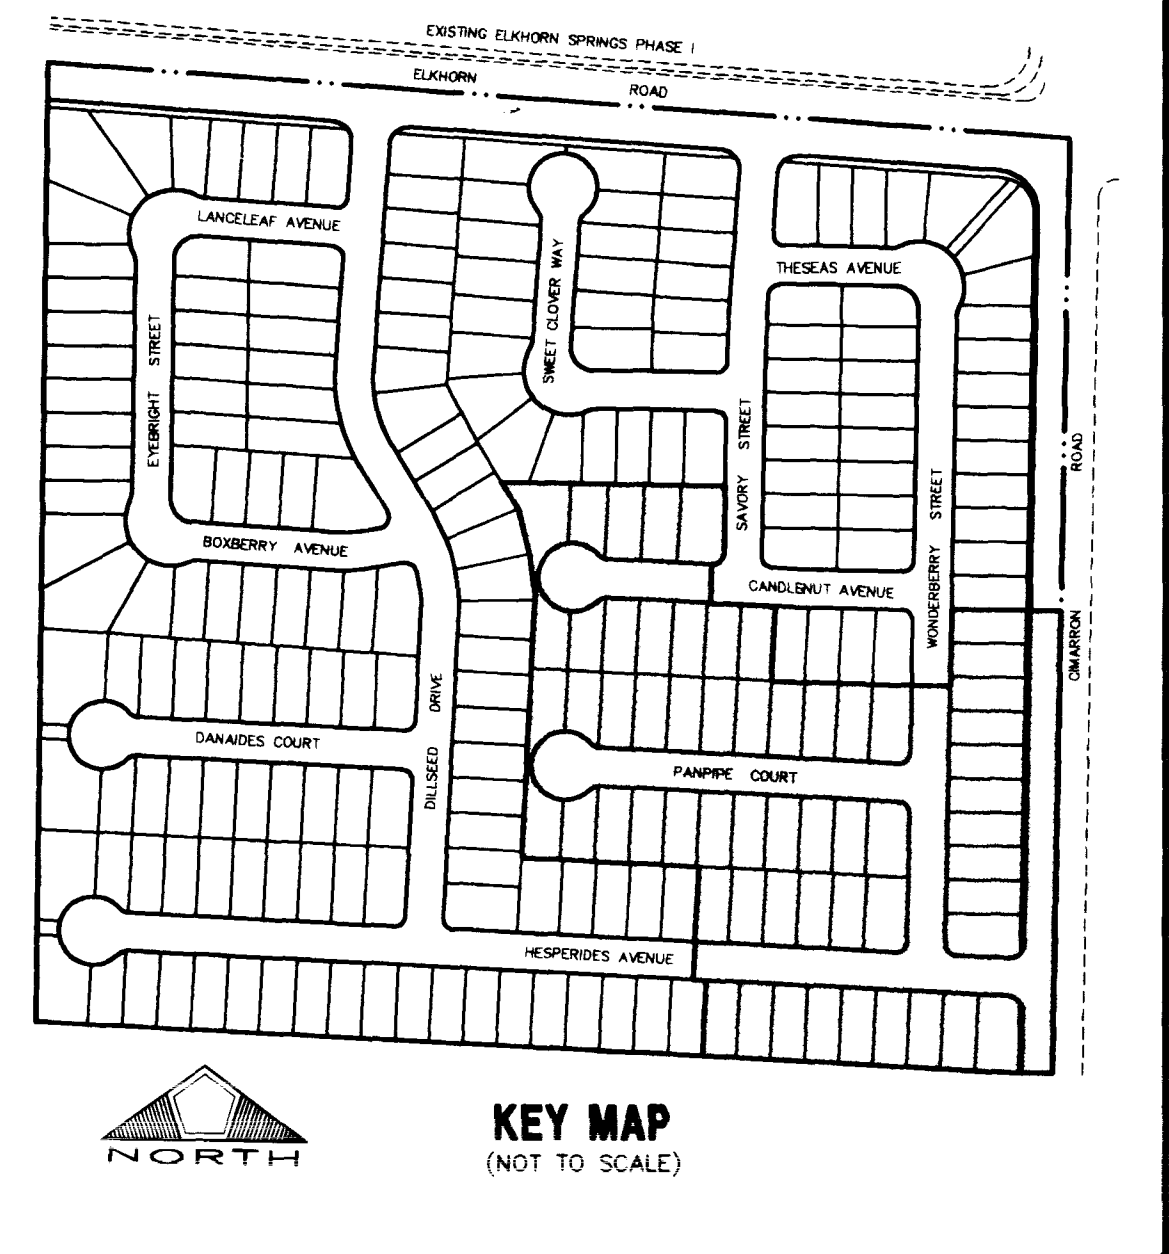 EXISTING ELKHORN SPRINGS PHASE I
ELKHORN ROAD
LANCELEAF AVENUE
THESEAS AVENUE
SWEET CLOVER WAY
EYEBRIGHT STREET
SAVORY STREET
WONDERBERRY STREET
CIMARRON ROAD
BOXBERRY AVENUE
CANDLENUT AVENUE
DILLSEED DRIVE
DANAIDES COURT
PANPIPE COURT
HESPERIDES AVENUE
NORTH
KEY MAP
(NOT TO SCALE)